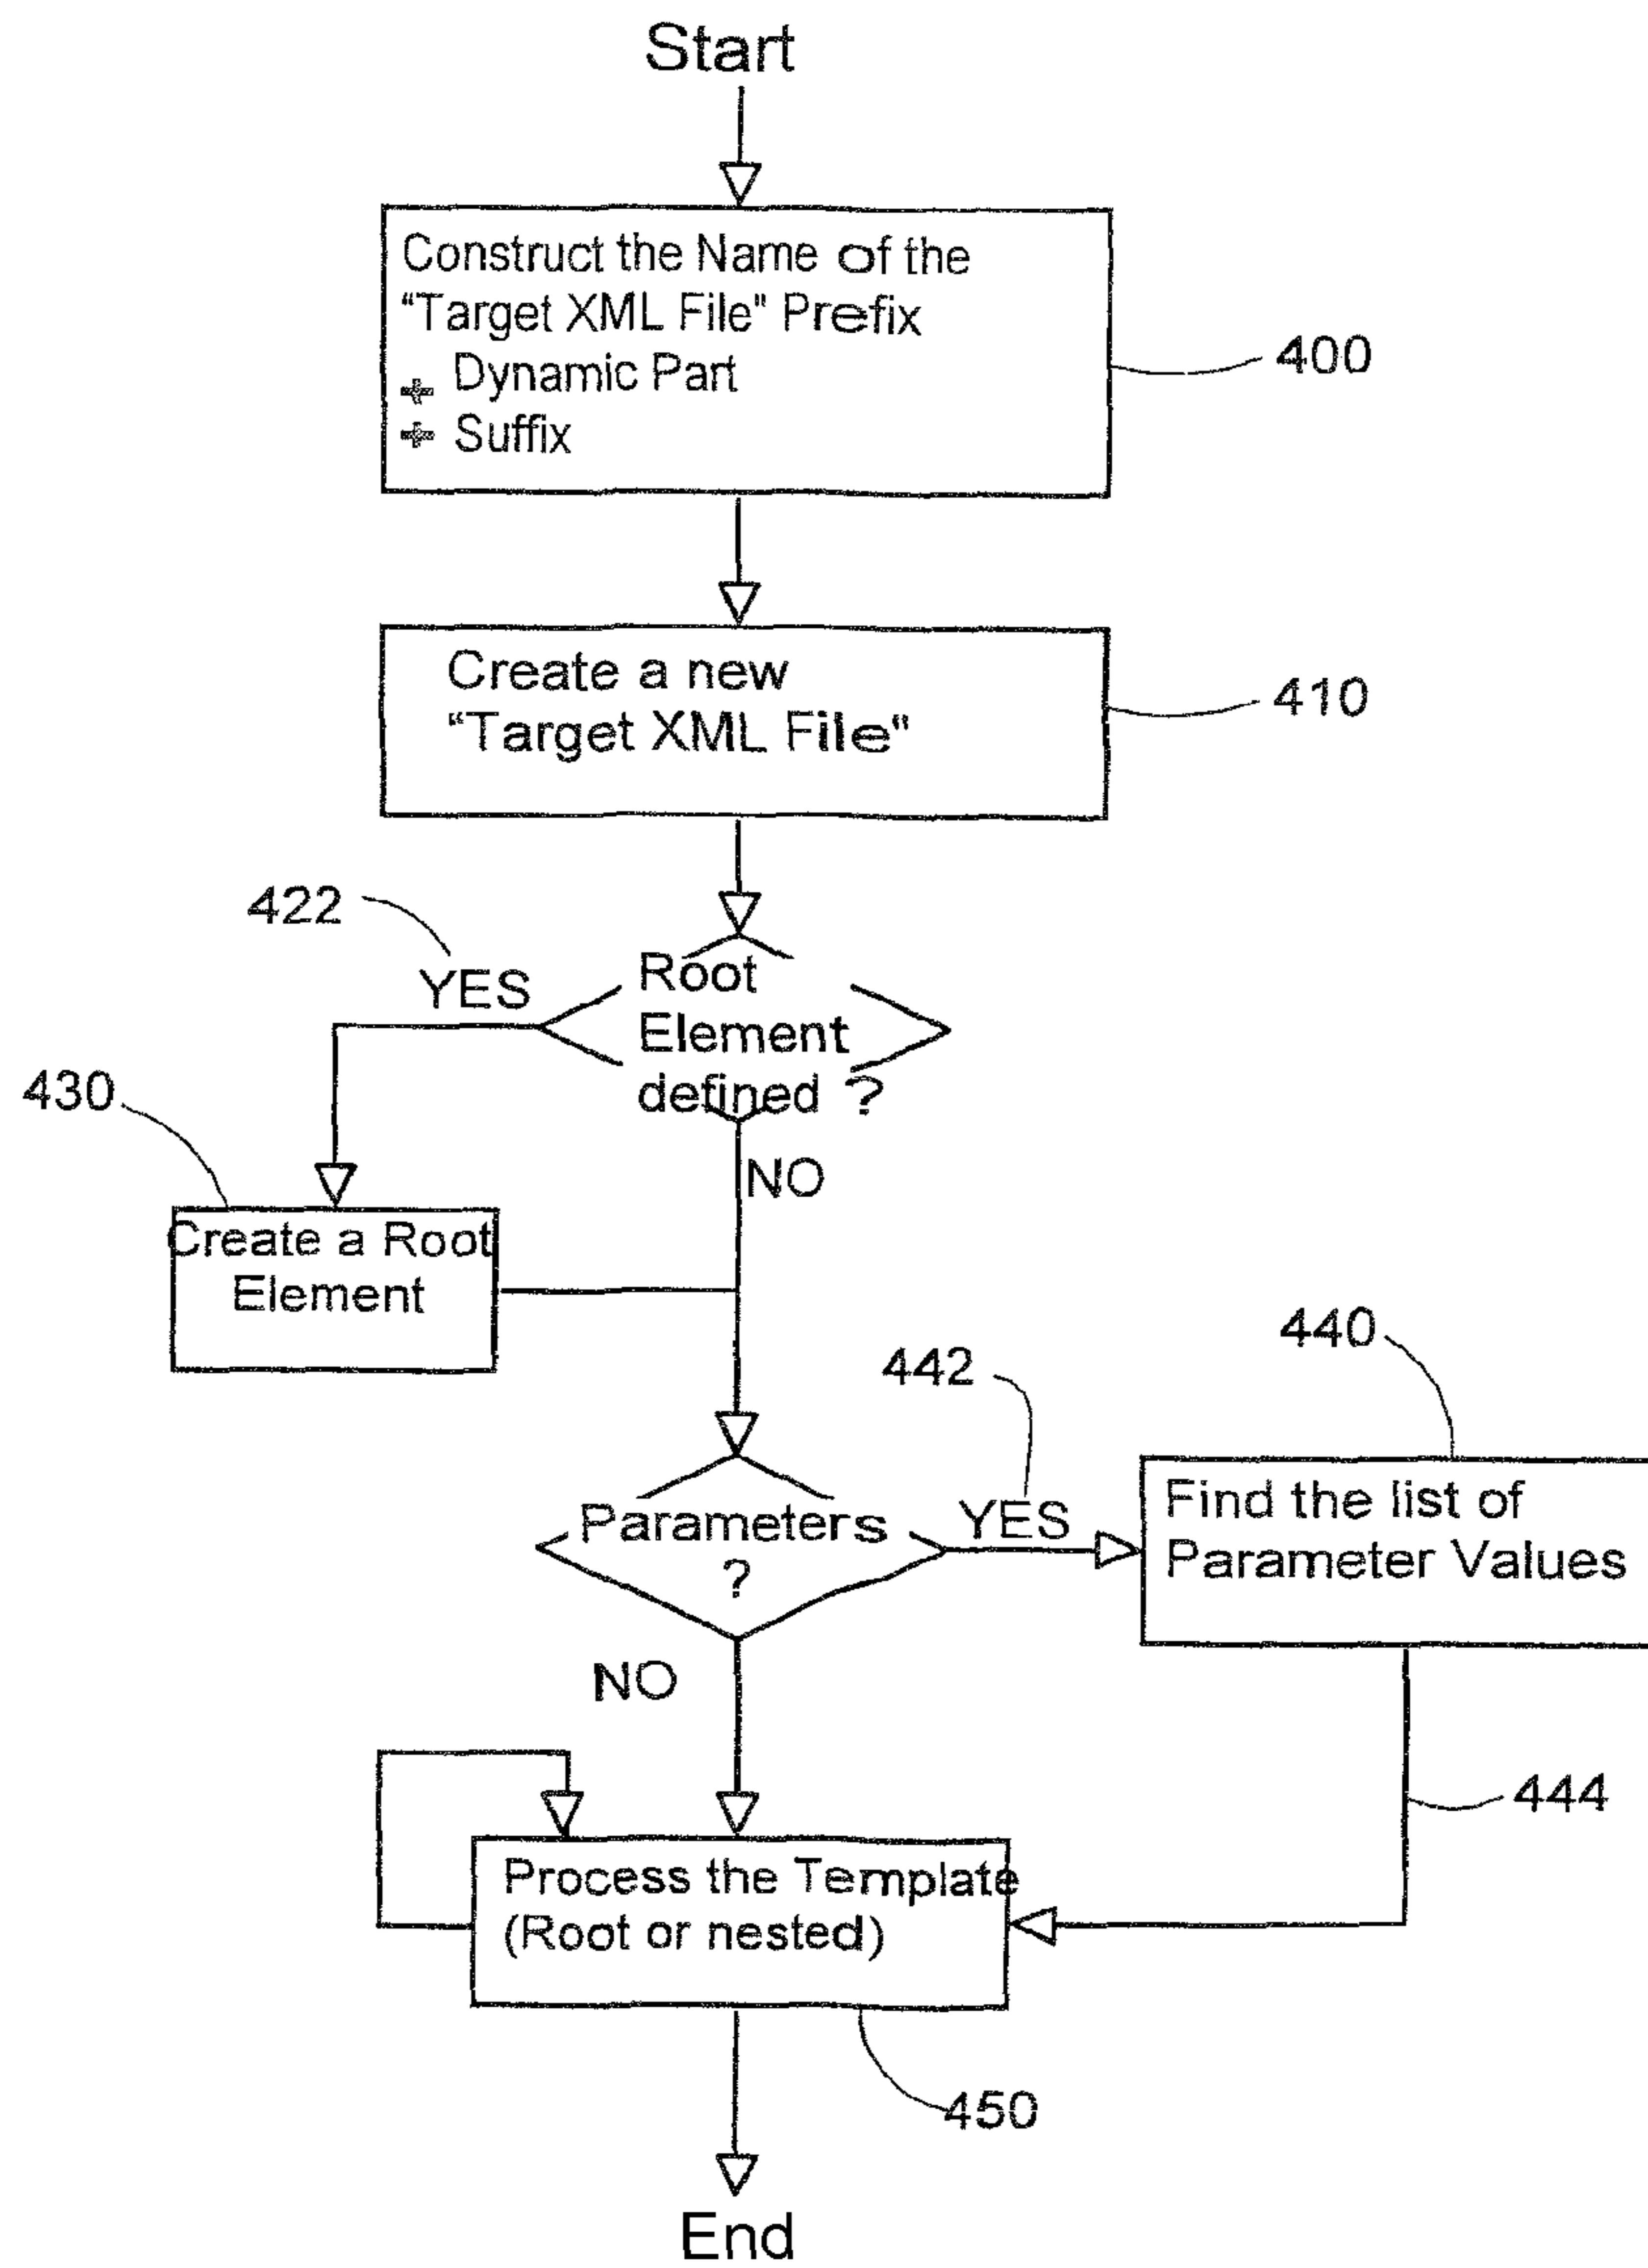 Start
Construct the Name of the
“Target XML File" Prefix
+ Dynamic Part
+ Suffix
400
Create a new
“Target XML File"
410
422
YES
Root
Element
defined ?
430
NO
Create a Root
Element
440
442
Parameters
?
YES
Find the list of
Parameter Values
NO
444
Process the Template
(Root or nested)
450
End